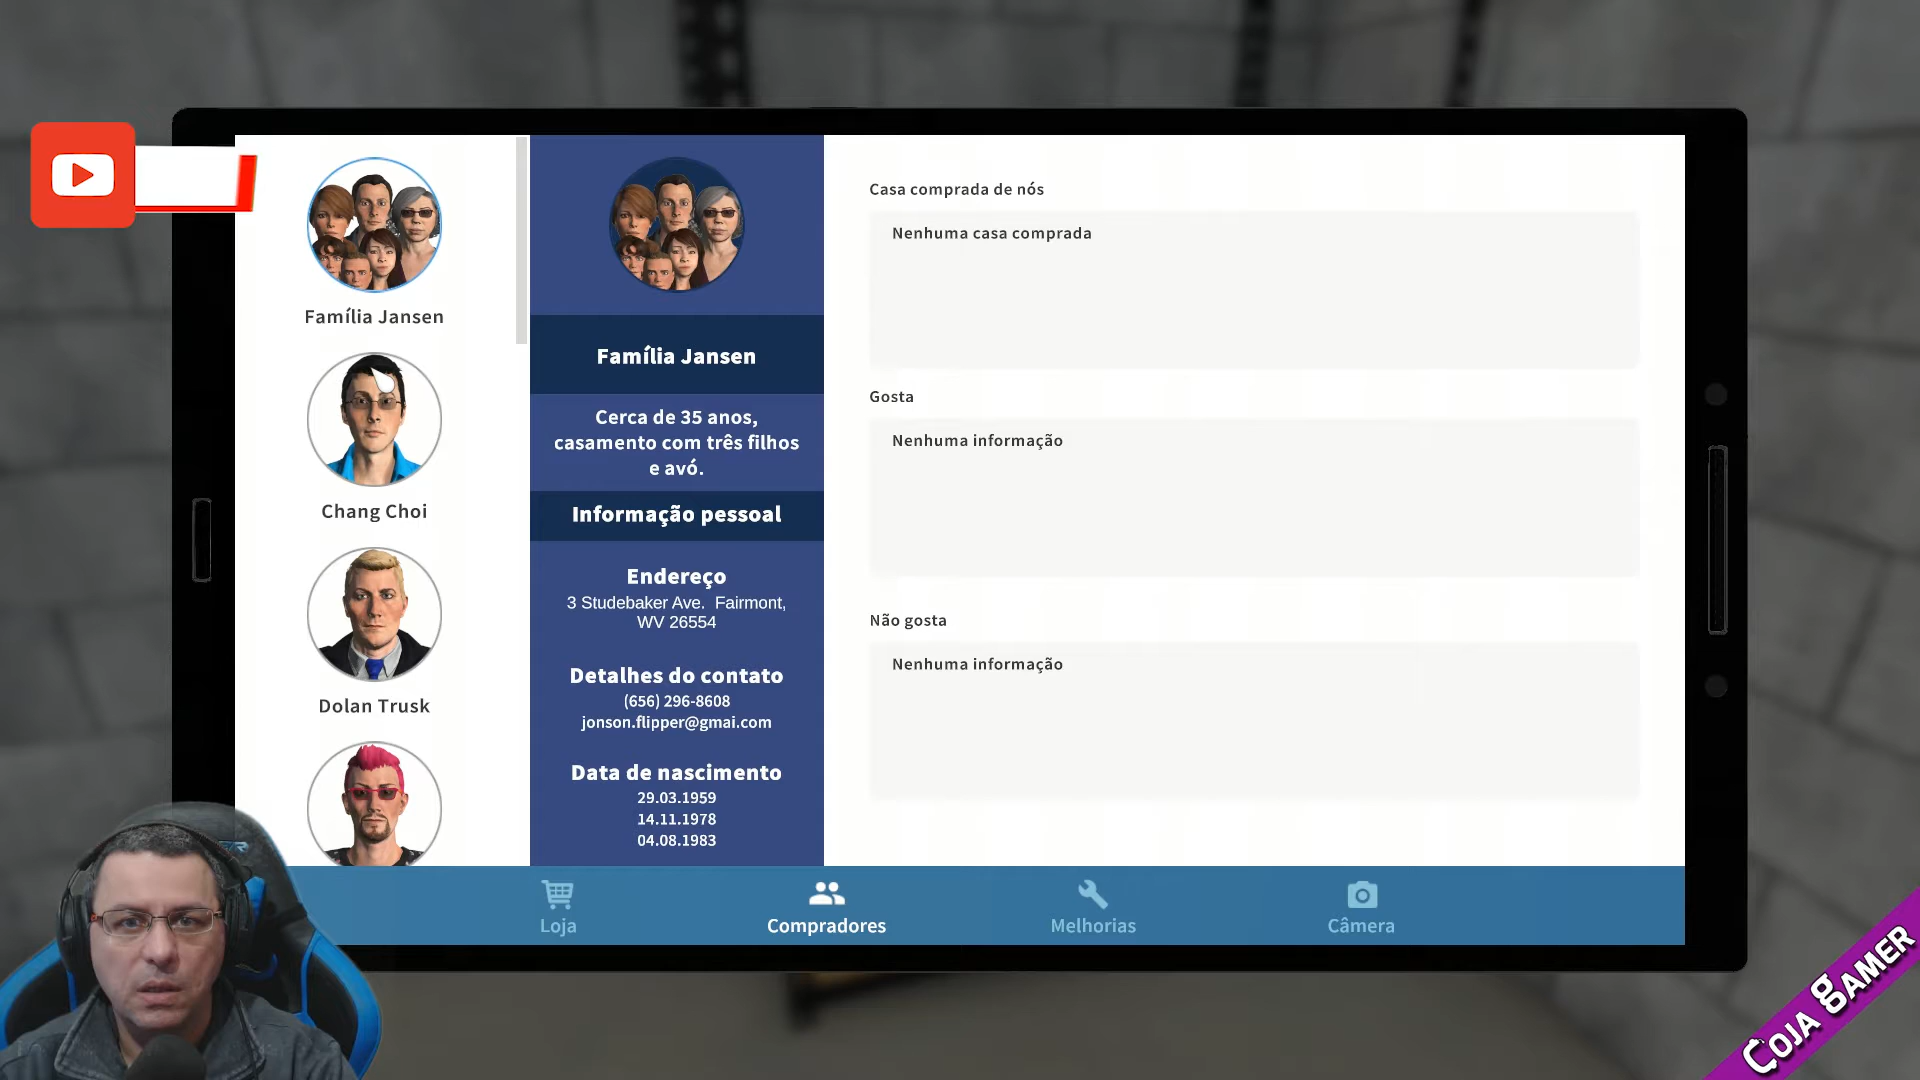 Família Jansen
Chang Choi
Dolan Trusk
Família Jansen
Cerca de 35 anos,
casamento com três filhos
e avó.
Informação pessoal
Endereço
3 Studebaker Ave.  Fairmont,
WV 26554
Detalhes do contato
(656) 296-8608
jonson.flipper@gmai.com
Data de nascimento
29.03.1959
14.11.1978
04.08.1983
Casa comprada de nós
Nenhuma casa comprada
Gosta
Nenhuma informação
Não gosta
Nenhuma informação
Loja
Compradores
Melhorias
Câmera
Coja gamer